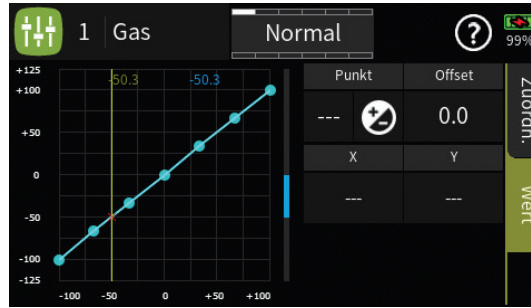 1 Gas Normal ? 99%
+125 -50.3 -50.3 Punkt Offset
+100
--- 0.0
+50
X Y
0
--- ---
-50
-100
-125
-100 -50 0 +50 +100
Zuordn.
Wert